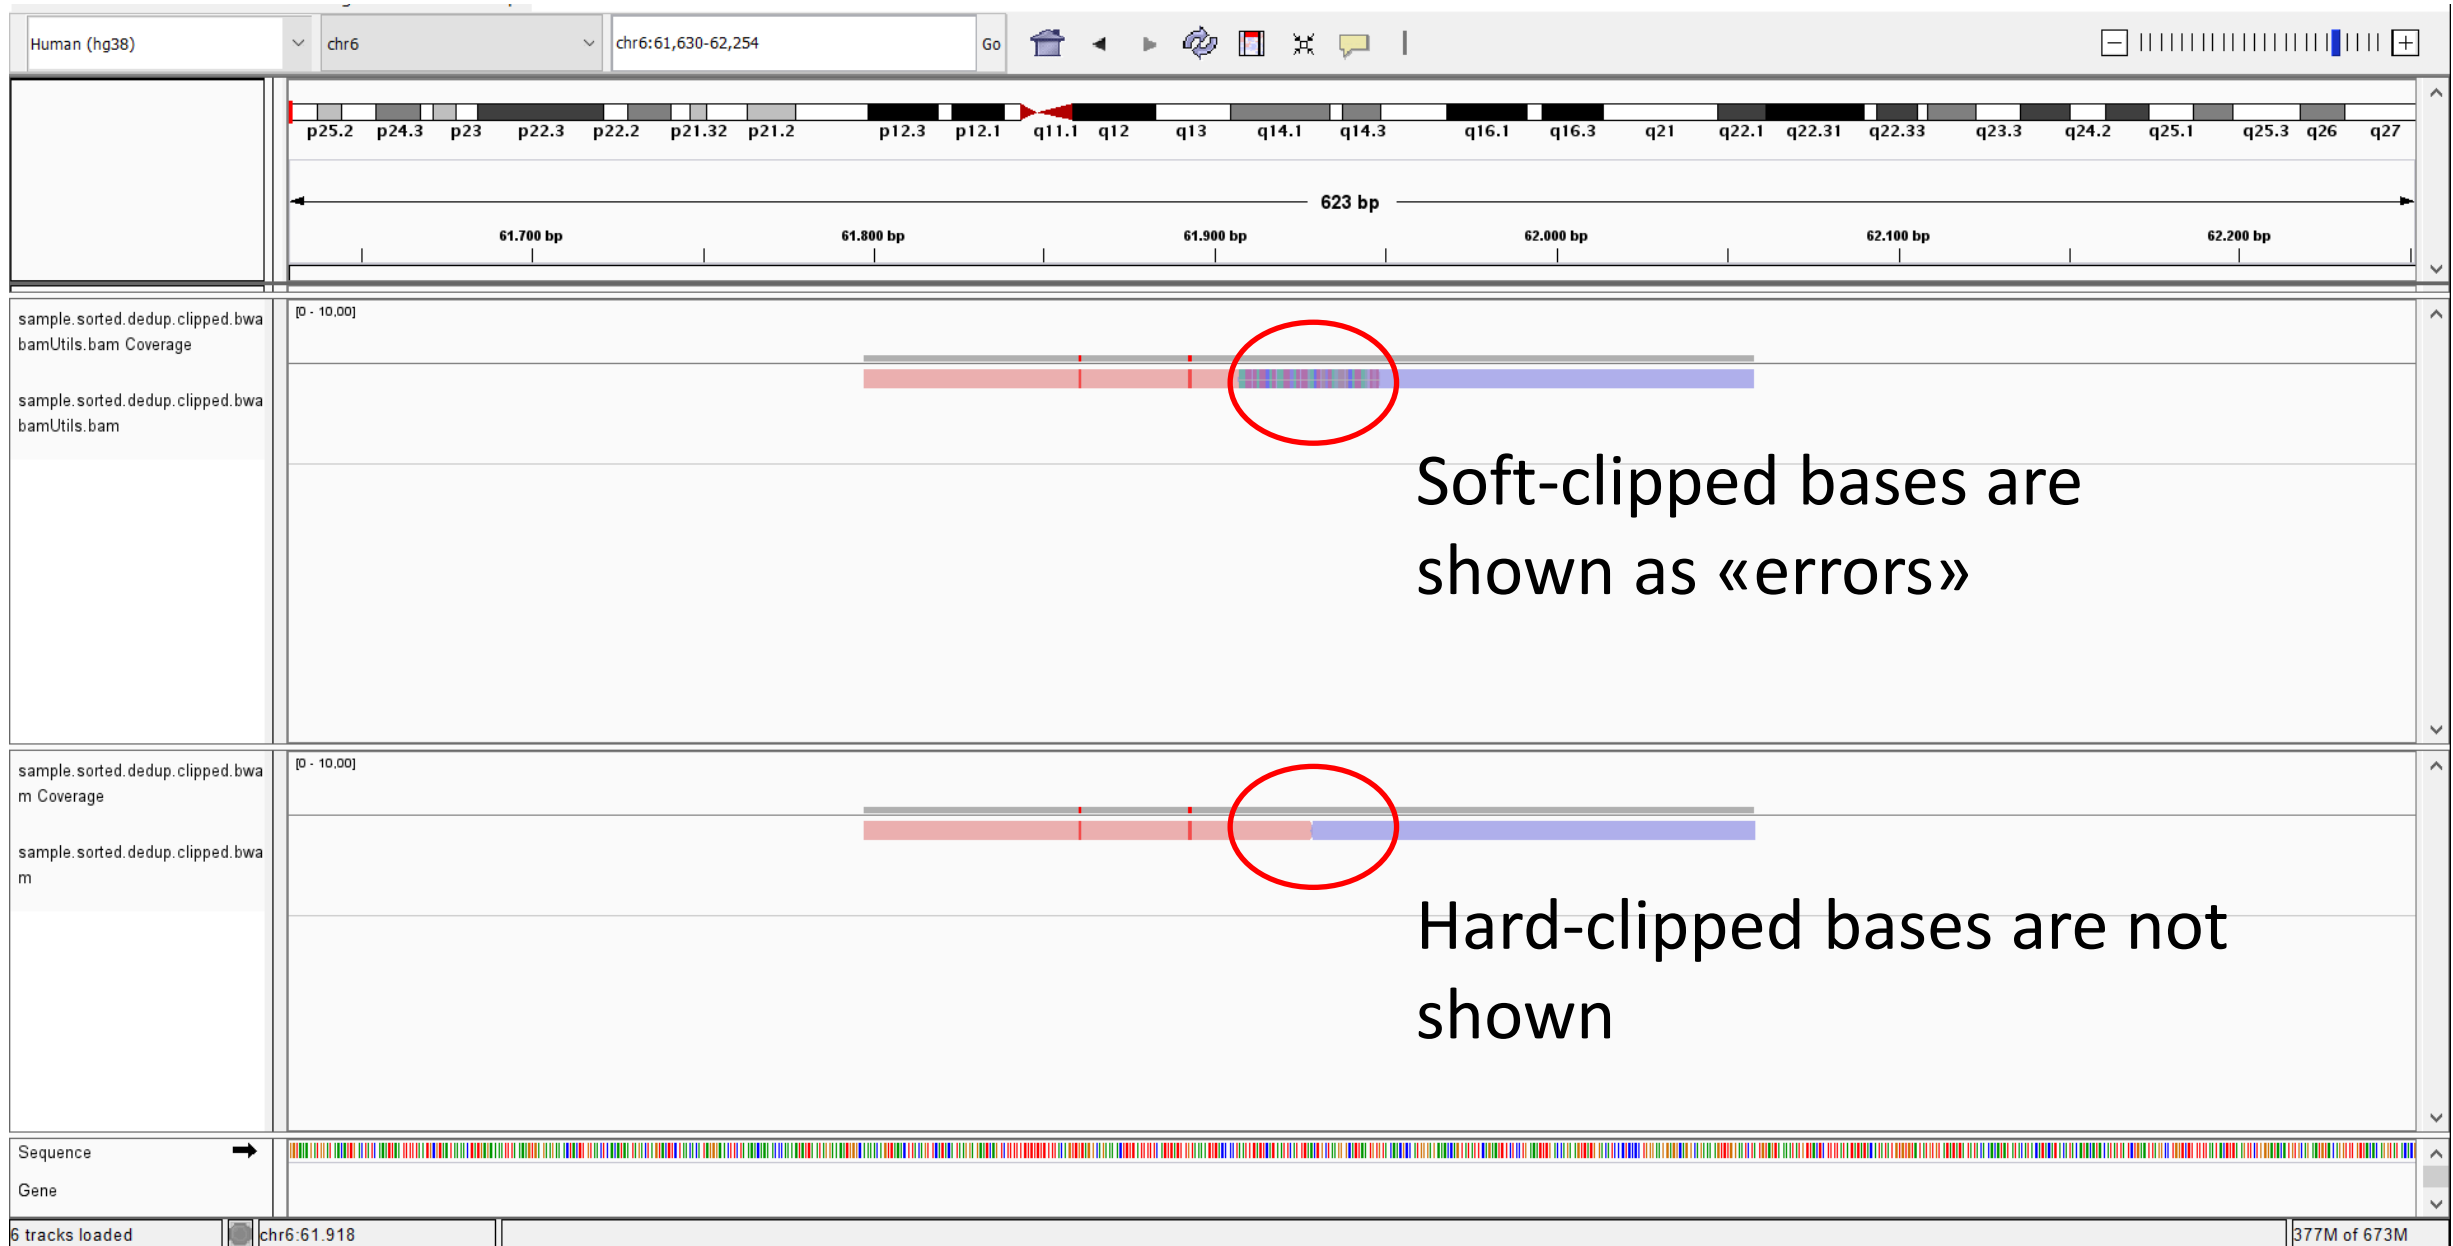 Human (hg38) chr6 chr6:61,630-62,254 Go
p25.2 p24.3 p23 p22.3 p22.2 p21.32 p21.2 p12.3 p12.1 q11.1 q12 q13 q14.1 q14.3 q16.1 q16.3 q21 q22.1 q22.31 q22.33 q23.3 q24.2 q25.1 q25.3 q26 q27
623 bp
61.700 bp 61.800 bp 61.900 bp 62.000 bp 62.100 bp 62.200 bp
[0 - 10,00]
sample.sorted.dedup.clipped.bwa
bamUtils.bam Coverage
sample.sorted.dedup.clipped.bwa
bamUtils.bam
Soft-clipped bases are
shown as «errors»
[0 - 10,00]
sample.sorted.dedup.clipped.bwa
m Coverage
sample.sorted.dedup.clipped.bwa
m
Hard-clipped bases are not
shown
Sequence
Gene
6 tracks loaded chr6:61.918 377M of 673M